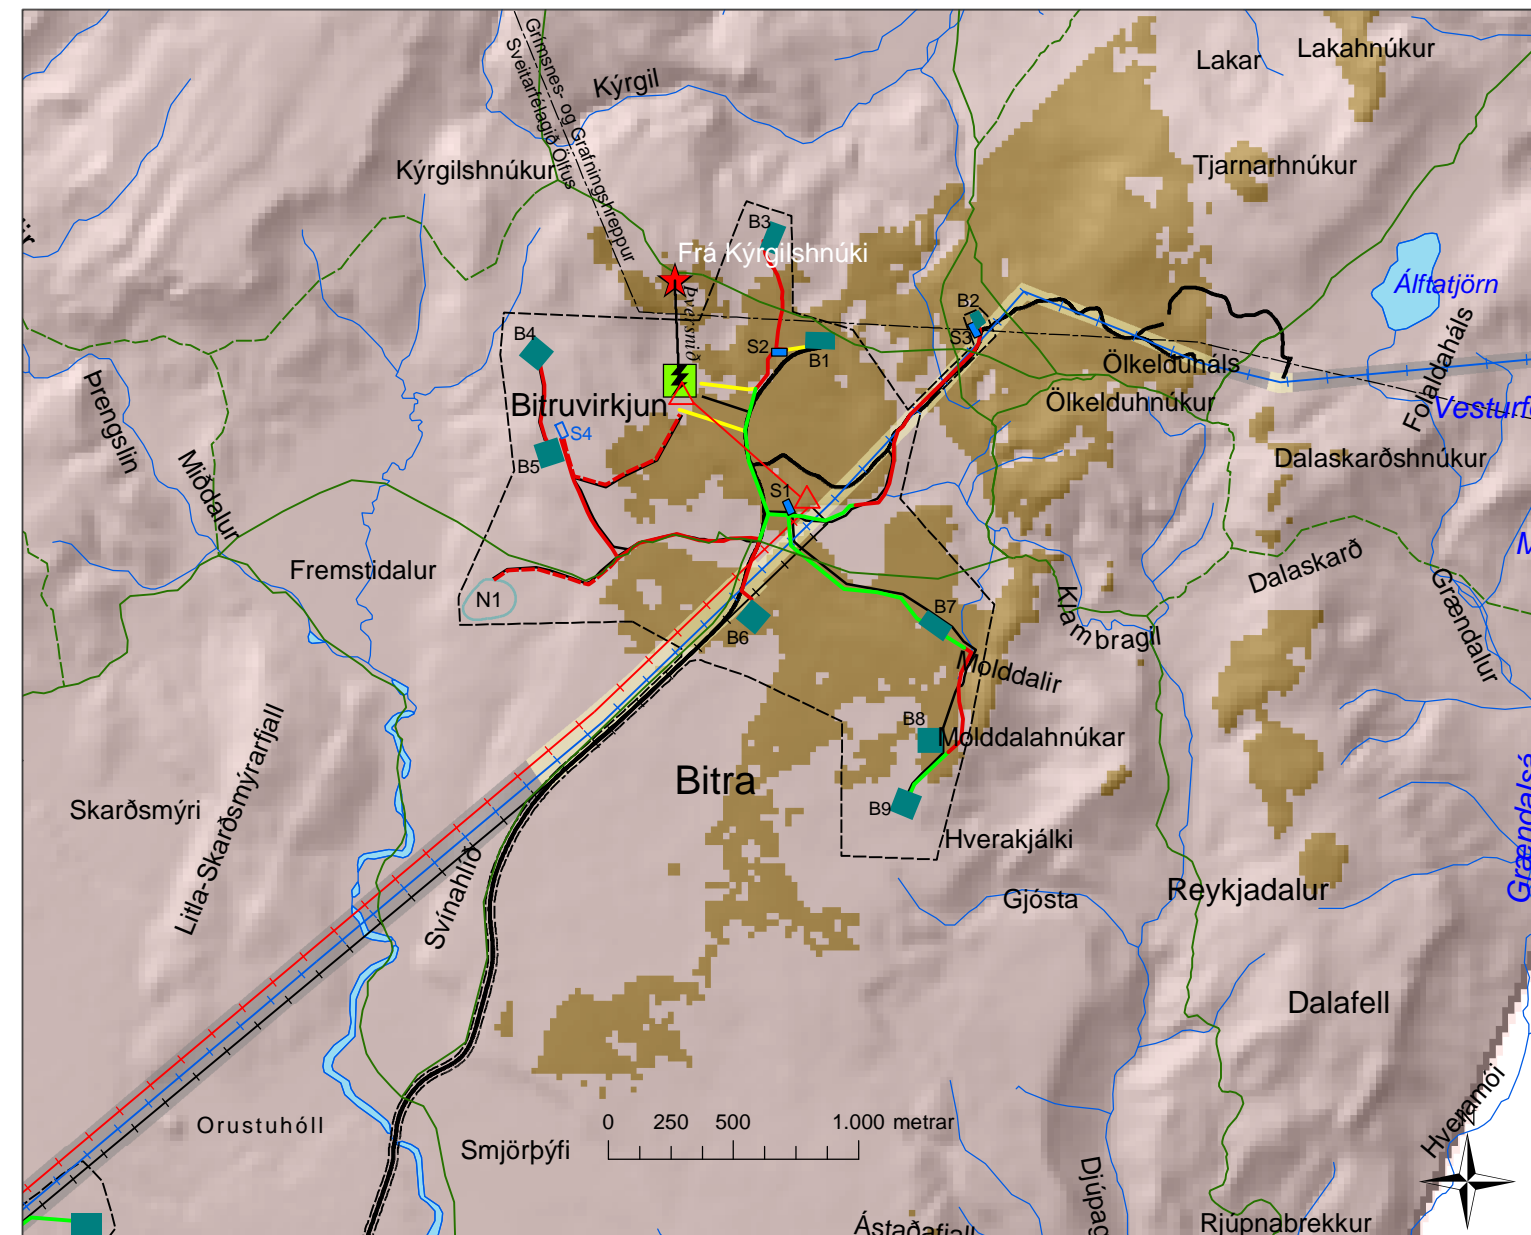 Lakahnúkur
Lakar
Grímsnes- og Grafningshreppur
Sveitarfélagið Ölfus
Kýrgil
Kýrgilshnúkur
Tjarnarhnúkur
B3
Frá Kýrgilshnúki
Álftatjörn
Þversnið
B2
S3
B4
S2
B1
Ölkelduháls
Folaldaháls
Ölkelduhnúkur
Bitruvirkjun
S4
B5
Þrengslin
Miðdalur
Dalaskarðshnúkur
S1
Fremstidalur
Dalaskarð
N1
Klambragil
Grændalur
B7
B6
Molddalir
B8
Molddalahnúkar
Bitra
Skarðsmýri
Litla-Skarðsmýrarfjall
B9
Hverakjálki
Svínahlíð
Grændalsá
Reykjadalur
Gjósta
Dalafell
Orustuhóll
0 250 500 1.000 metrar
Smjörþýfi
Hveramói
Rjúpnabrekkur